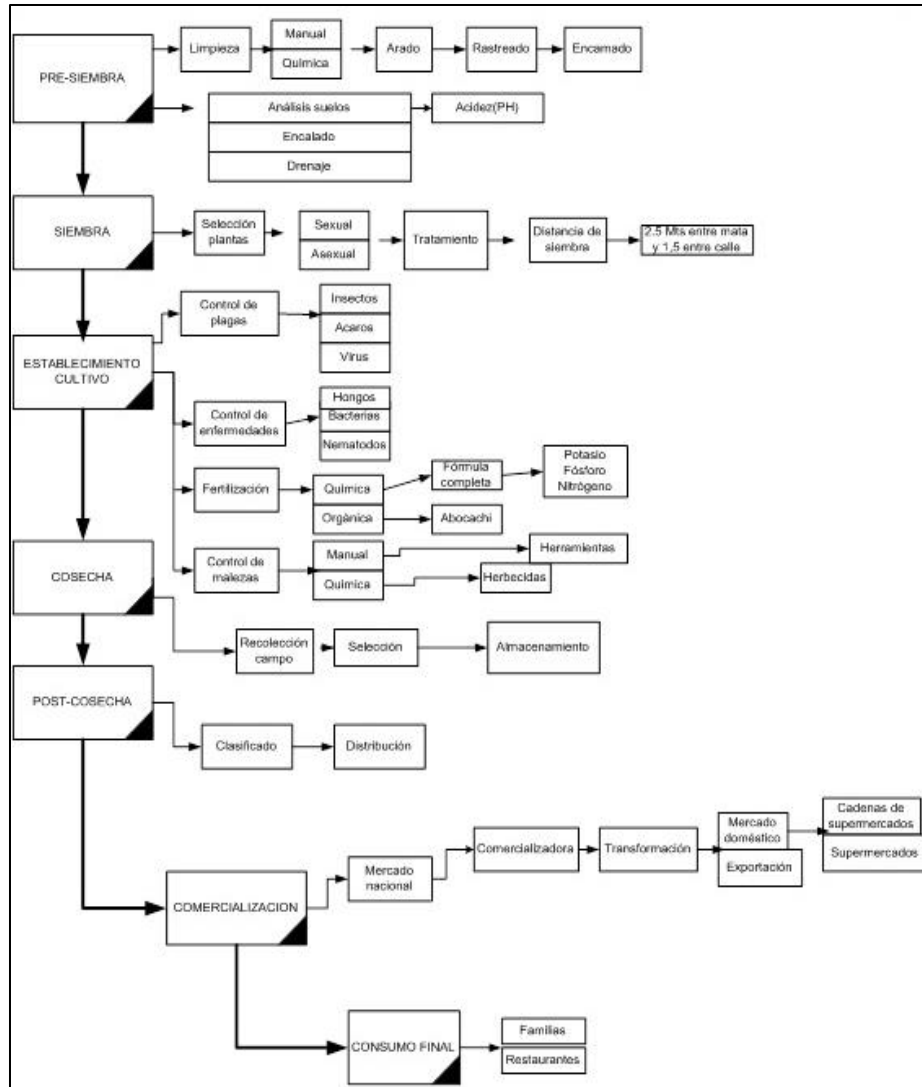 Limpieza
Manual
Química
Arado
Rastreado
Encamado
PRE-SIEMBRA
Análisis suelos
Acidez(PH)
Encalado
Drenaje
SIEMBRA
Selección
plantas
Sexual
Asexual
Tratamiento
Distancia de
siembra
2.5 Mts entre mata
y 1,5 entre calle
Control de
plagas
Insectos
Acaros
Virus
ESTABLECIMIENTO
CULTIVO
Control de
enfermedades
Hongos
Bacterias
Nematodos
Fertilización
Química
Fórmula
completa
Potasio
Fósforo
Nitrógeno
Orgánica
Abocachi
Control de
malezas
Manual
Herramientas
Química
Herbecidas
COSECHA
Recolección
campo
Selección
Almacenamiento
POST-COSECHA
Clasificado
Distribución
COMERCIALIZACION
Mercado
nacional
Comercializadora
Transformación
Mercado
doméstico
Exportación
Cadenas de
supermercados
Supermercados
CONSUMO FINAL
Familias
Restaurantes